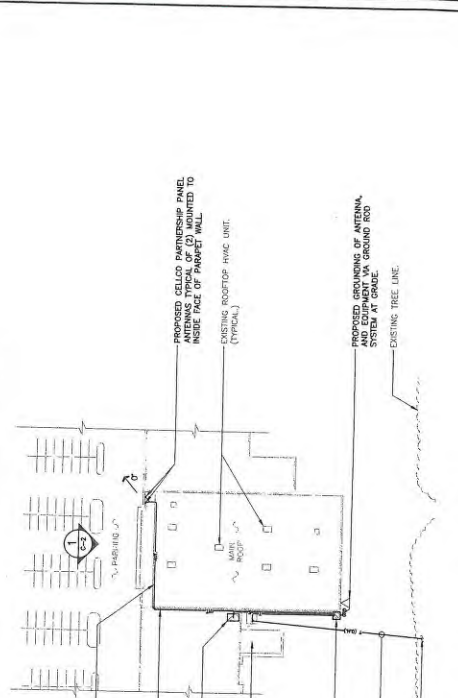 PROPOSED CELLCO PARTNERSHIP PANEL
ANTENNAS TYPICAL OF (2) MOUNTED TO
INSIDE FACE OF PARAPET WALL.
EXISTING ROOFTOP HVAC UNIT.
(TYPICAL)
PROPOSED GROUNDING OF ANTENNA,
AND EQUIPMENT VIA GROUND ROD
SYSTEM AT GRADE.
EXISTING TREE LINE.
1
C-2
PARKING
MAIN
ROOF